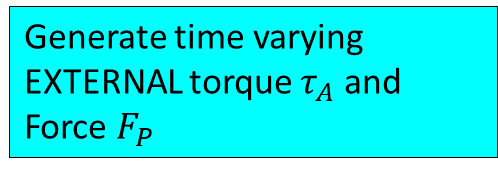 Generate time varying
EXTERNAL torque τ_A and
Force F_P